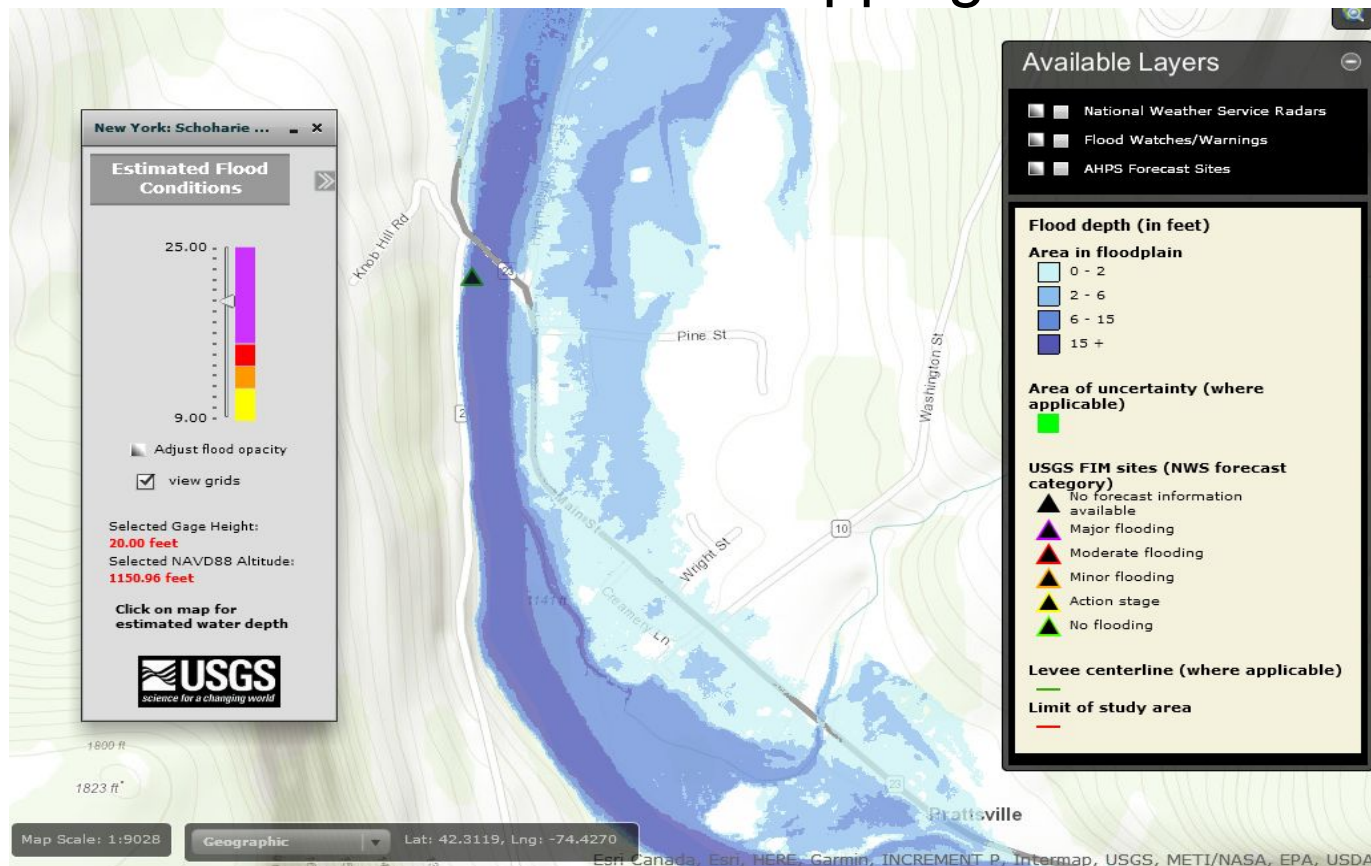 New York: Schoharie ...
Estimated Flood
Conditions
25.00
9.00
Adjust flood opacity
view grids
Selected Gage Height:
20.00 feet
Selected NAVD88 Altitude:
1150.96 feet
Click on map for
estimated water depth
USGS
science for a changing world
Knob Hill Rd
Pine St
Washington St
Main St
Wright St
Creamery Ln
10
1141 ft
23
Prattsville
1800 ft
1823 ft
Available Layers
National Weather Service Radars
Flood Watches/Warnings
AHPS Forecast Sites
Flood depth (in feet)
Area in floodplain
0 - 2
2 - 6
6 - 15
15 +
Area of uncertainty (where
applicable)
USGS FIM sites (NWS forecast
category)
No forecast information
available
Major flooding
Moderate flooding
Minor flooding
Action stage
No flooding
Levee centerline (where applicable)
Limit of study area
Map Scale: 1:9028
Geographic
Lat: 42.3119, Lng: -74.4270
Esri Canada, Esri, HERE, Garmin, INCREMENT P, Intermap, USGS, METI/NASA, EPA, USDA